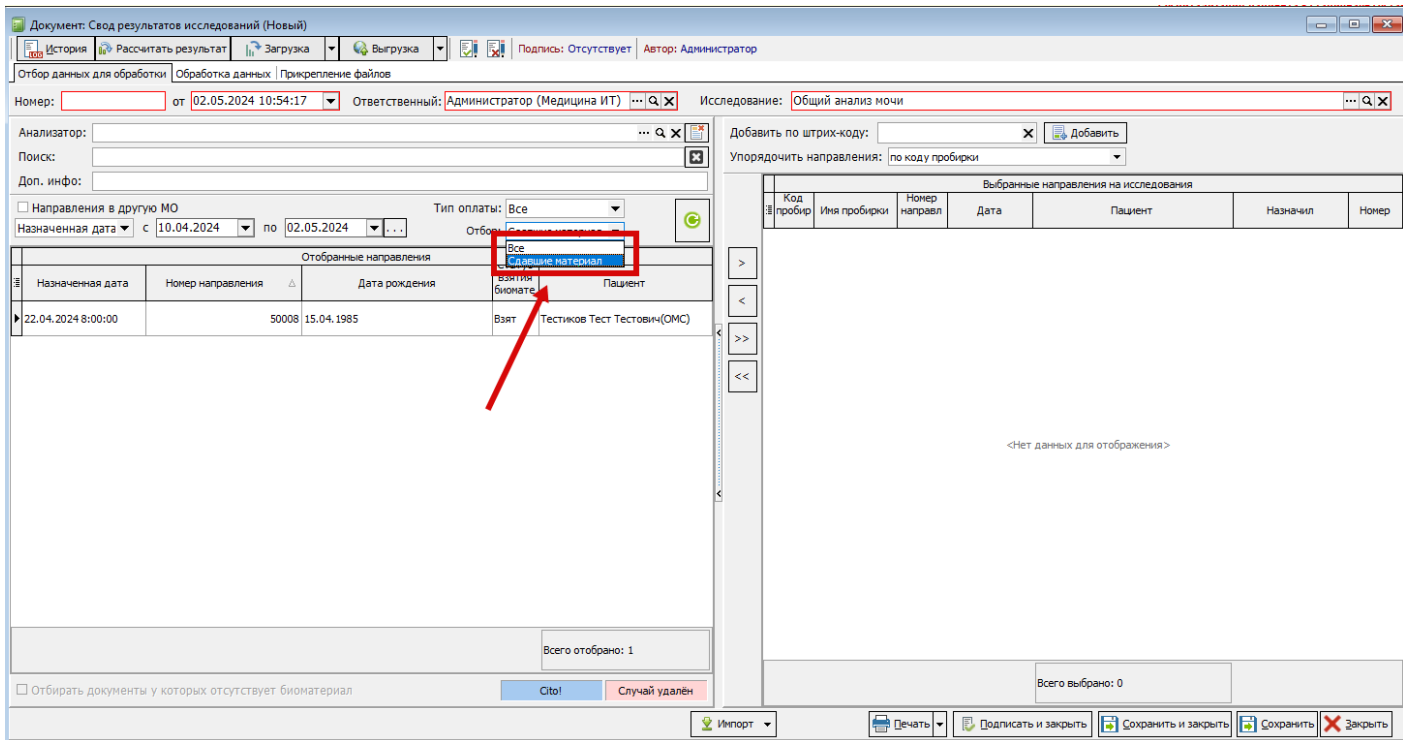 Документ: Свод результатов исследований (Новый)
История Рассчитать результат Загрузка Выгрузка Подпись: Отсутствует Автор: Администратор
Отбор данных для обработки Обработка данных Прикрепление файлов
Номер: от 02.05.2024 10:54:17 Ответственный: Администратор (Медицина ИТ) Исследование: Общий анализ мочи
Анализатор:
Поиск:
Доп. инфо:
Направления в другую МО Тип оплаты: Все
Назначенная дата с 10.04.2024 по 02.05.2024 ... Отбор:
Все
Сдавшие материал
Отобранные направления
Назначенная дата Номер направления Дата рождения Взятия биомате Пациент
22.04.2024 8:00:00 50008 15.04.1985 Взят Тестиков Тест Тестович(ОМС)
Всего отобрано: 1
Отбирать документы у которых отсутствует биоматериал Cito! Случай удалён
>
<
>>
<<
Добавить по штрих-коду: Добавить
Упорядочить направления: по коду пробирки
Выбранные направления на исследования
Код пробир Имя пробирки Номер направл Дата Пациент Назначил Номер
<Нет данных для отображения>
Всего выбрано: 0
Импорт Печать Подписать и закрыть Сохранить и закрыть Сохранить Закрыть